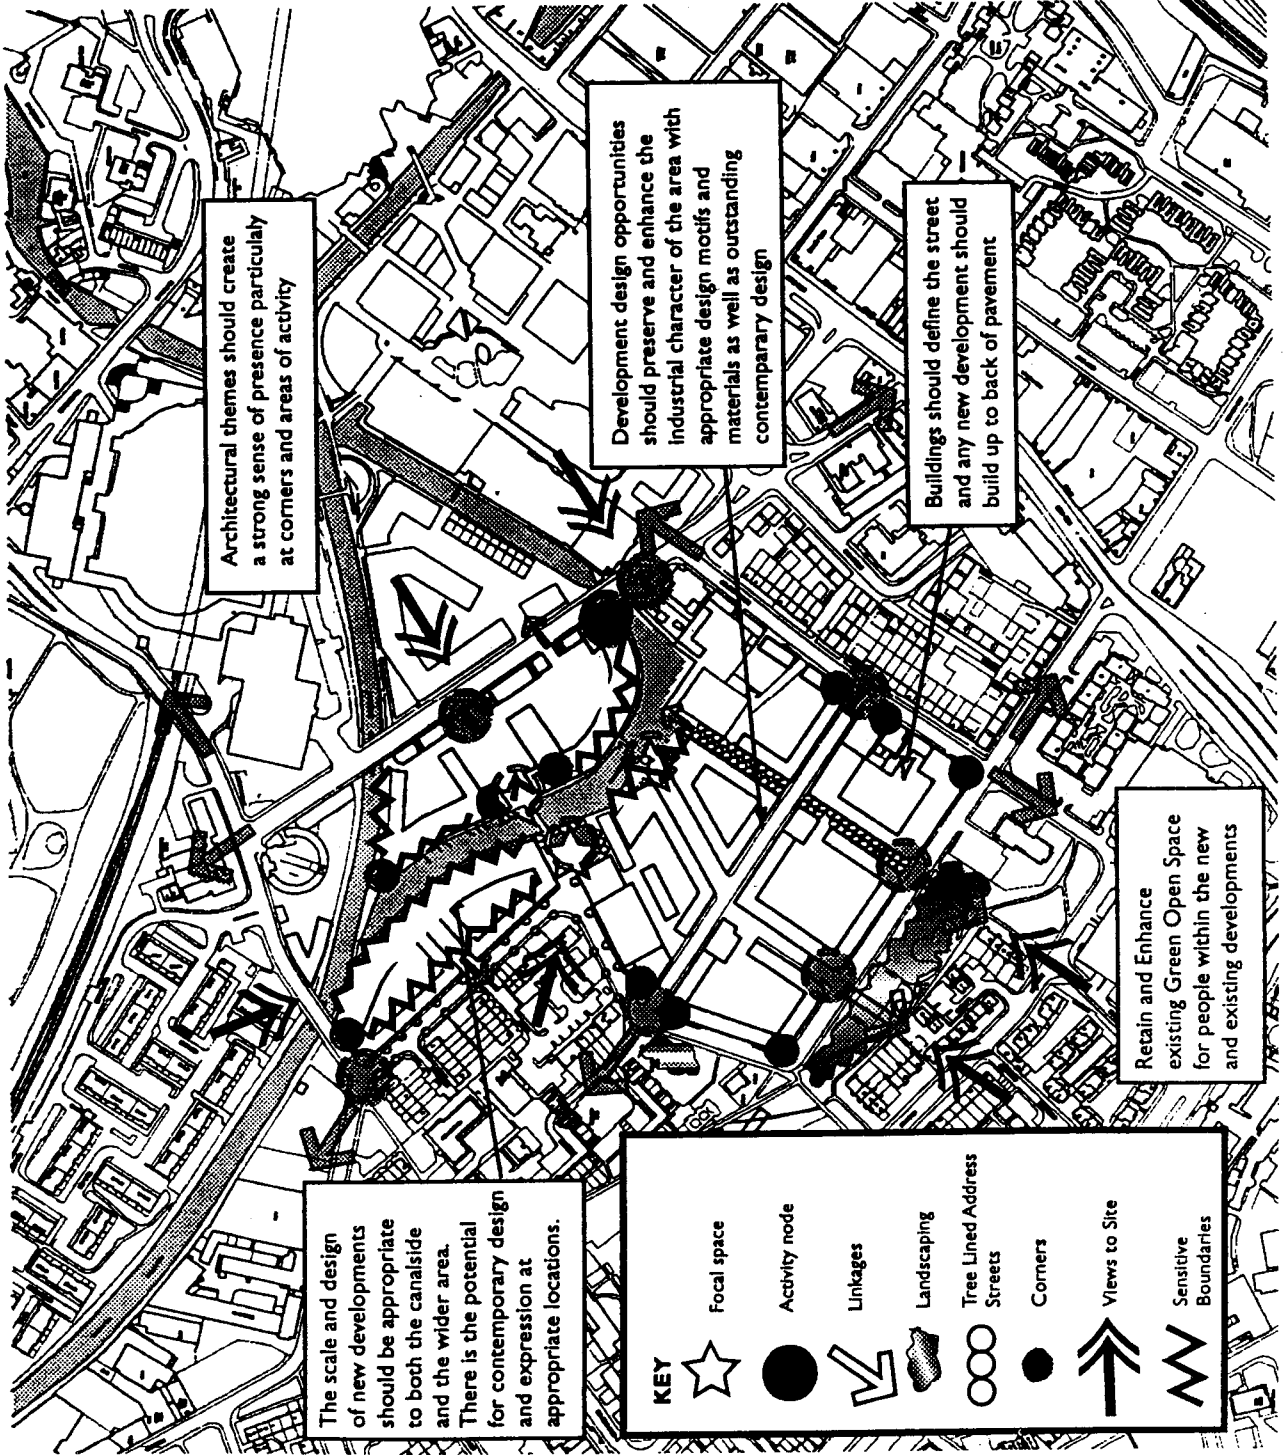 Architectural themes should create
a strong sense of presence particulaly
at corners and areas of activity
Development design opportunities
should preserve and enhance the
industrial character of the area with
appropriate design motifs and
materials as well as outstanding
contemparary design
Buildings should define the street
and any new development should
build up to back of pavement
The scale and design
of new developments
should be appropriate
to both the canalside
and the wider area.
There is the potential
for contemporary design
and expression at
appropriate locations.
Retain and Enhance
existing Green Open Space
for people within the new
and existing developments
KEY
Focal space
Activity node
Linkages
Landscaping
Tree Lined Address
Streets
Corners
Views to Site
Sensitive
Boundaries